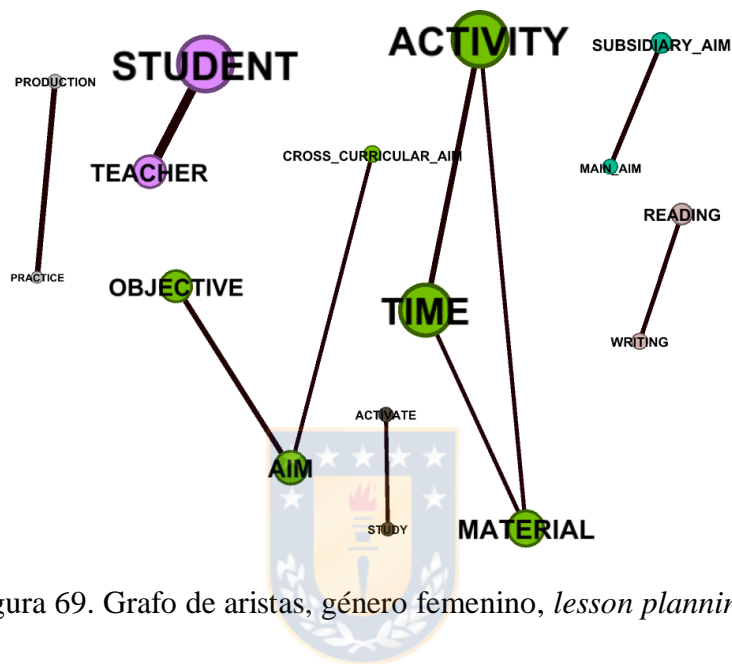 ACTIVITY
SUBSIDIARY_AIM
STUDENT
PRODUCTION
CROSS_CURRICULAR_AIM
MAIN_AIM
TEACHER
READING
PRACTICE
OBJECTIVE
TIME
WRITING
ACTIVATE
AIM
STUDY
MATERIAL
gura 69. Grafo de aristas, género femenino, lesson plannin